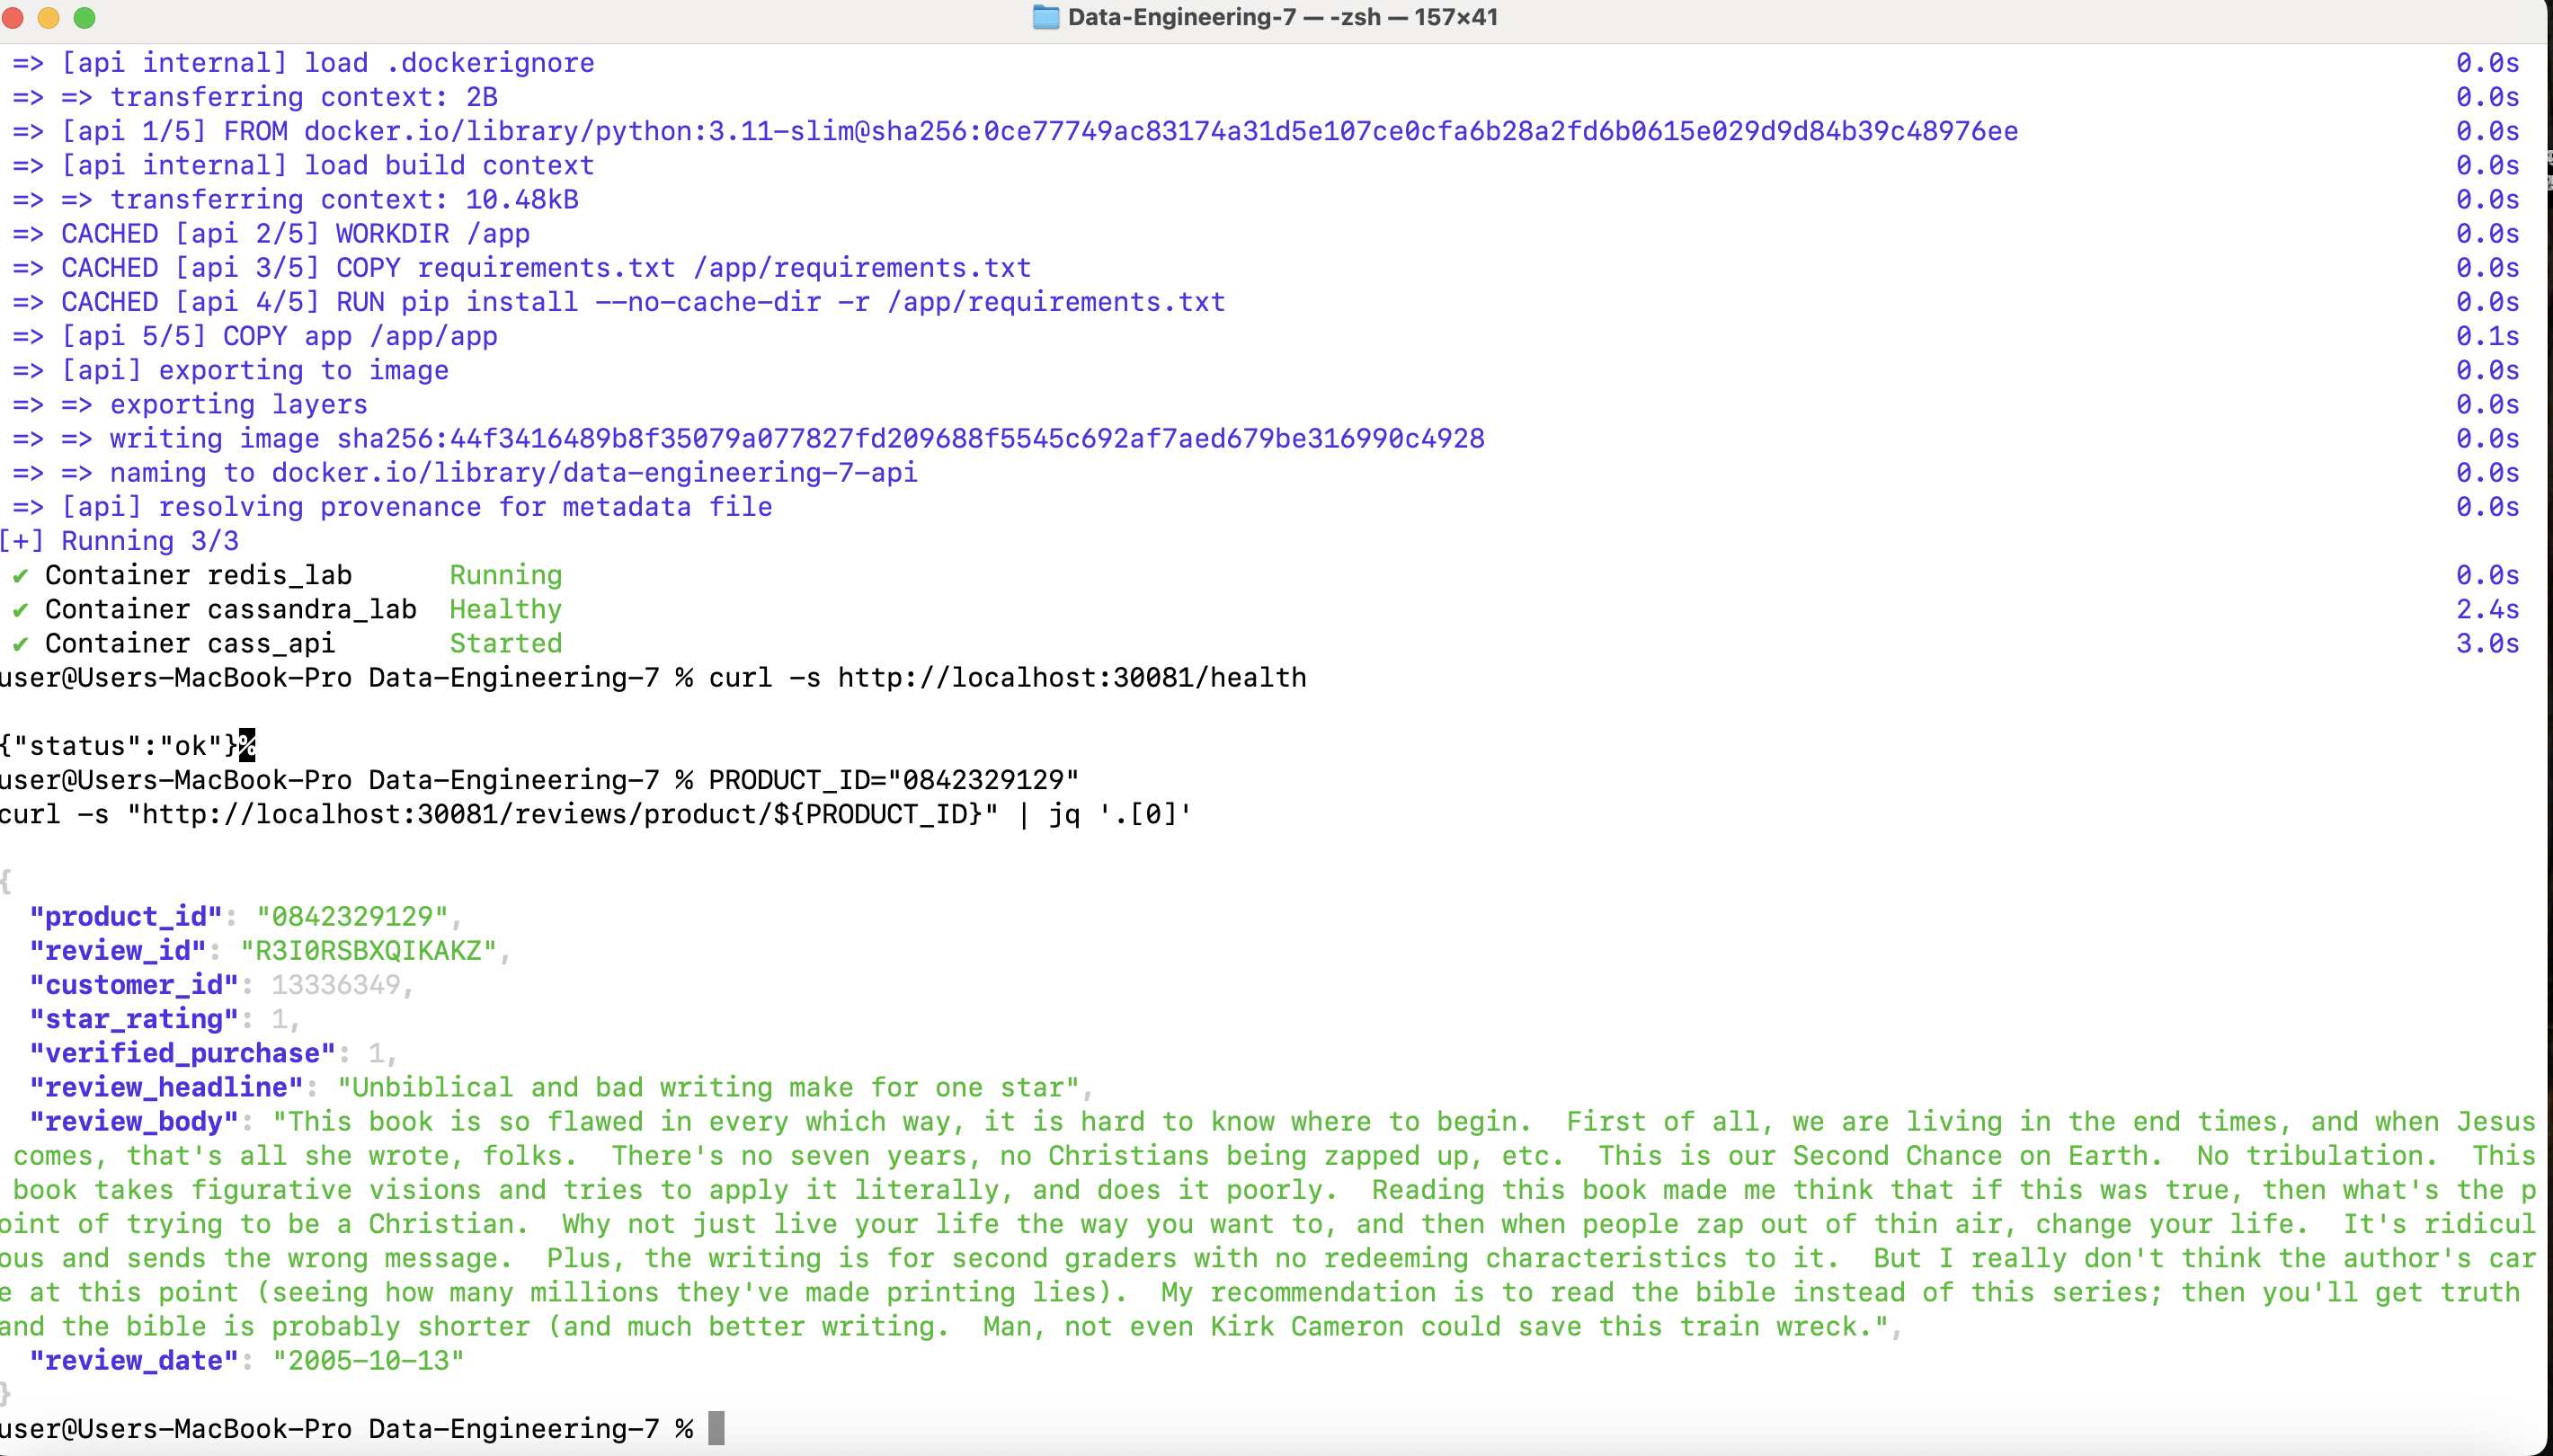 Data-Engineering-7 — -zsh — 157×41
=> [api internal] load .dockerignore 0.0s
=> => transferring context: 2B 0.0s
=> [api 1/5] FROM docker.io/library/python:3.11-slim@sha256:0ce77749ac83174a31d5e107ce0cfa6b28a2fd6b0615e029d9d84b39c48976ee 0.0s
=> [api internal] load build context 0.0s
=> => transferring context: 10.48kB 0.0s
=> CACHED [api 2/5] WORKDIR /app 0.0s
=> CACHED [api 3/5] COPY requirements.txt /app/requirements.txt 0.0s
=> CACHED [api 4/5] RUN pip install --no-cache-dir -r /app/requirements.txt 0.0s
=> [api 5/5] COPY app /app/app 0.1s
=> [api] exporting to image 0.0s
=> => exporting layers 0.0s
=> => writing image sha256:44f3416489b8f35079a077827fd209688f5545c692af7aed679be316990c4928 0.0s
=> => naming to docker.io/library/data-engineering-7-api 0.0s
=> [api] resolving provenance for metadata file 0.0s
[+] Running 3/3
✔ Container redis_lab Running 0.0s
✔ Container cassandra_lab Healthy 2.4s
✔ Container cass_api Started 3.0s
user@Users-MacBook-Pro Data-Engineering-7 % curl -s http://localhost:30081/health
{"status":"ok"}%
user@Users-MacBook-Pro Data-Engineering-7 % PRODUCT_ID="0842329129"
curl -s "http://localhost:30081/reviews/product/${PRODUCT_ID}" | jq '.[0]'
{
"product_id": "0842329129",
"review_id": "R3I0RSBXQIKAKZ",
"customer_id": 13336349,
"star_rating": 1,
"verified_purchase": 1,
"review_headline": "Unbiblical and bad writing make for one star",
"review_body": "This book is so flawed in every which way, it is hard to know where to begin.  First of all, we are living in the end times, and when Jesus
comes, that's all she wrote, folks.  There's no seven years, no Christians being zapped up, etc.  This is our Second Chance on Earth.  No tribulation.  This
book takes figurative visions and tries to apply it literally, and does it poorly.  Reading this book made me think that if this was true, then what's the p
oint of trying to be a Christian.  Why not just live your life the way you want to, and then when people zap out of thin air, change your life.  It's ridicul
ous and sends the wrong message.  Plus, the writing is for second graders with no redeeming characteristics to it.  But I really don't think the author's car
e at this point (seeing how many millions they've made printing lies).  My recommendation is to read the bible instead of this series; then you'll get truth
and the bible is probably shorter (and much better writing.  Man, not even Kirk Cameron could save this train wreck.",
"review_date": "2005-10-13"
}
user@Users-MacBook-Pro Data-Engineering-7 %